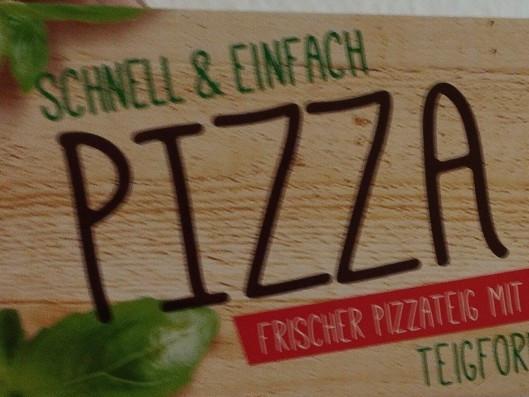 SCHNELL & EINFACH
PIZZA
FRISCHER PIZZATEIG MIT